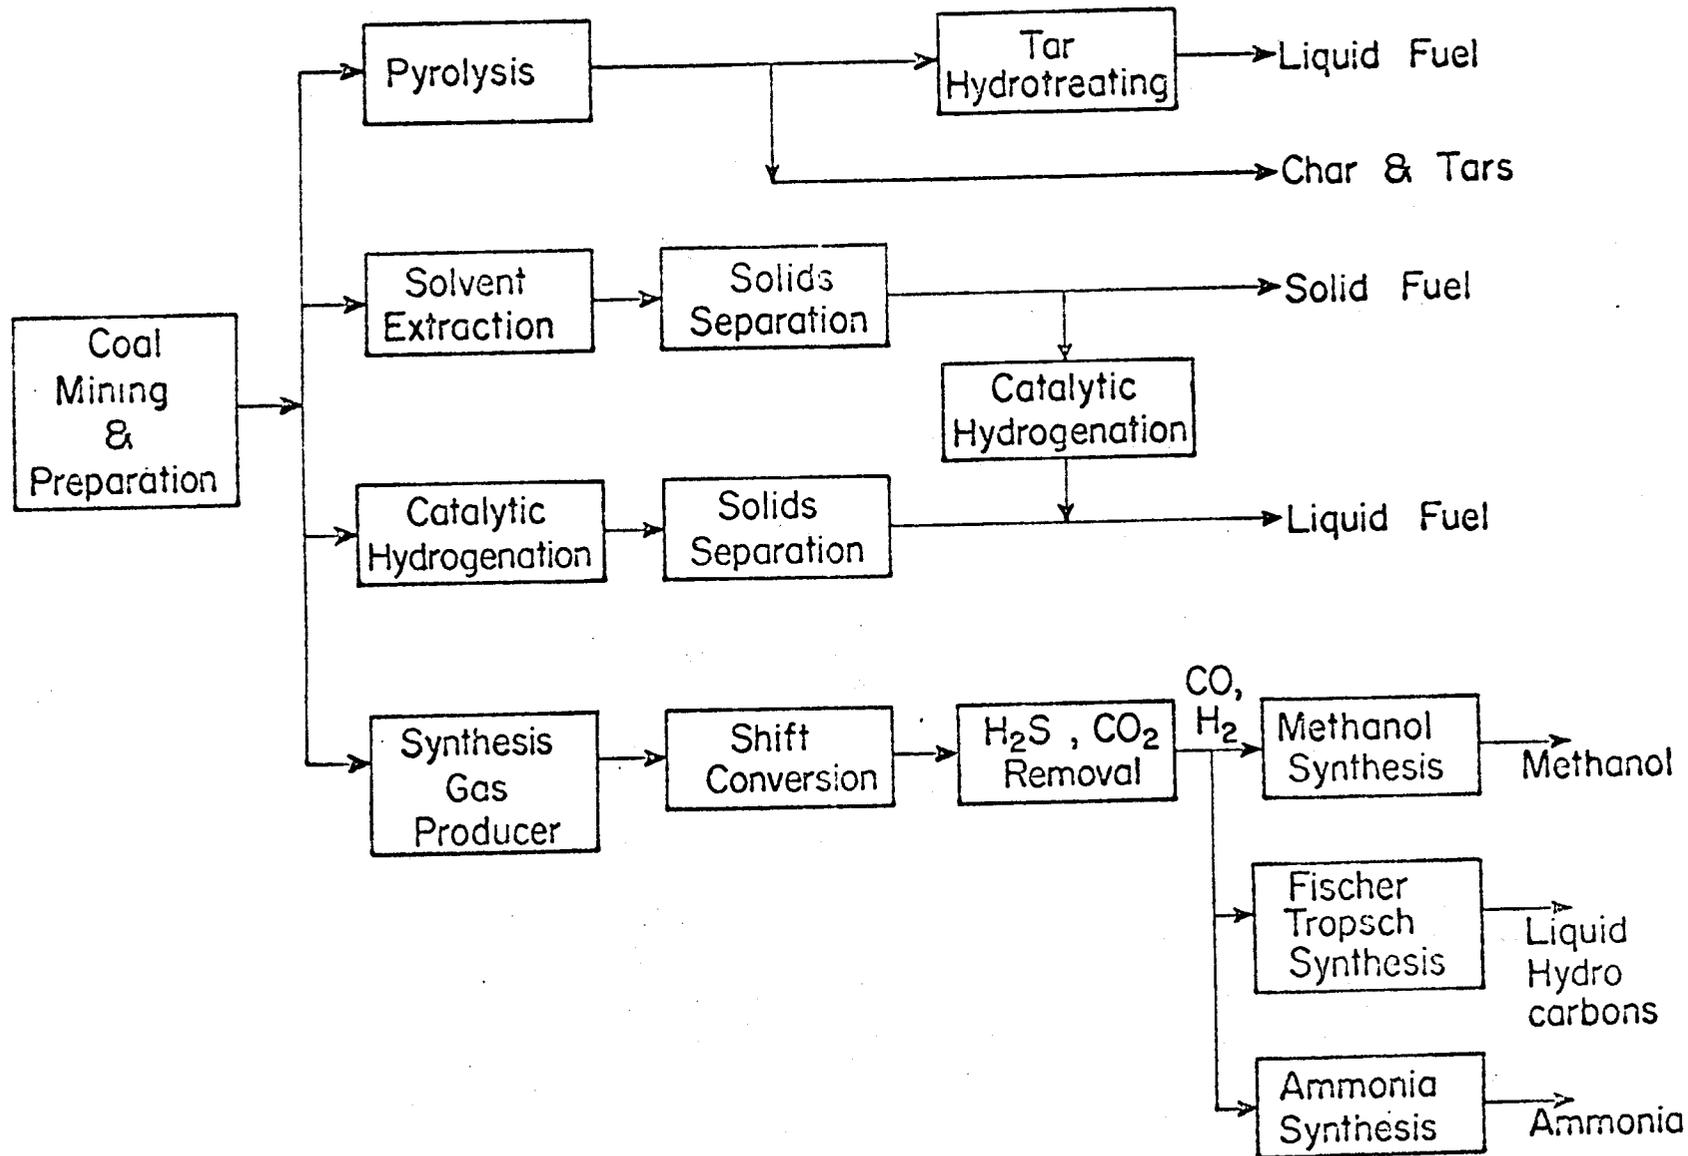 Pyrolysis
Tar
Hydrotreating
Liquid Fuel
Char & Tars
Solvent
Extraction
Solids
Separation
Solid Fuel
Coal
Mining
&
Preparation
Catalytic
Hydrogenation
Catalytic
Hydrogenation
Solids
Separation
Liquid Fuel
Synthesis
Gas
Producer
Shift
Conversion
H₂S , CO₂
Removal
CO,
H₂
Methanol
Synthesis
Methanol
Fischer
Tropsch
Synthesis
Liquid
Hydro
carbons
Ammonia
Synthesis
Ammonia